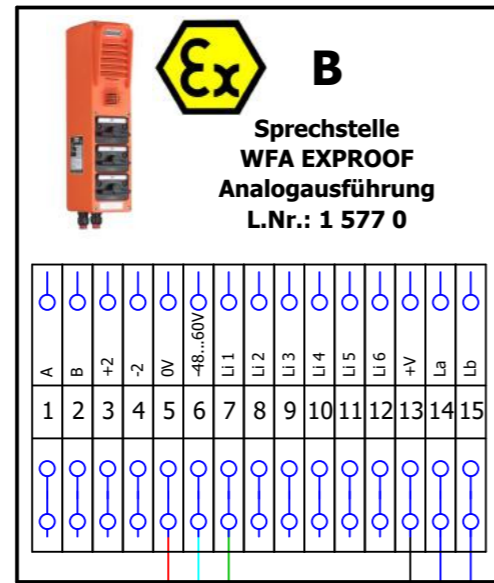 Ex
B
Sprechstelle
WFA EXPROOF
Analogausführung
L.Nr.: 1 577 0
A B +2 -2 0V -48...60V Li 1 Li 2 Li 3 Li 4 Li 5 Li 6 +V La Lb
1 2 3 4 5 6 7 8 9 10 11 12 13 14 15